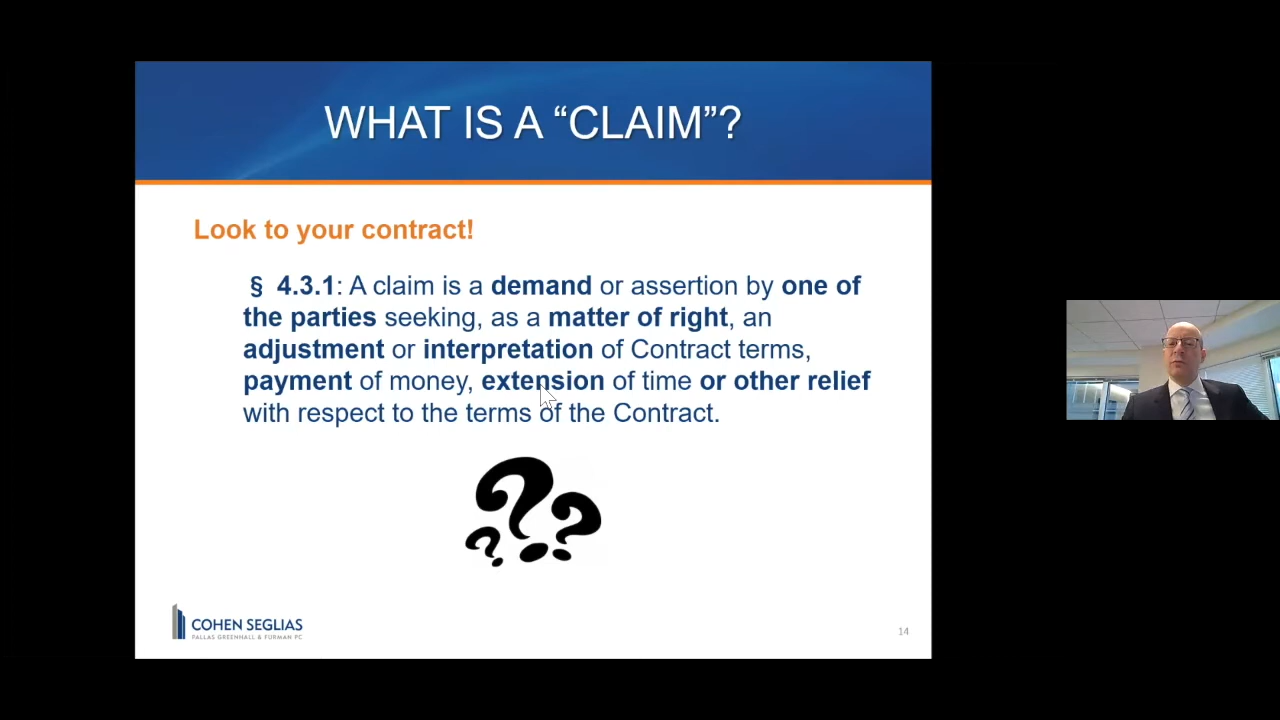 WHAT IS A “CLAIM”?
Look to your contract!
§ 4.3.1: A claim is a demand or assertion by one of
the parties seeking, as a matter of right, an
adjustment or interpretation of Contract terms,
payment of money, extension of time or other relief
with respect to the terms of the Contract.
COHEN SEGLIAS
PALLAS GREENHALL & FURMAN PC
14